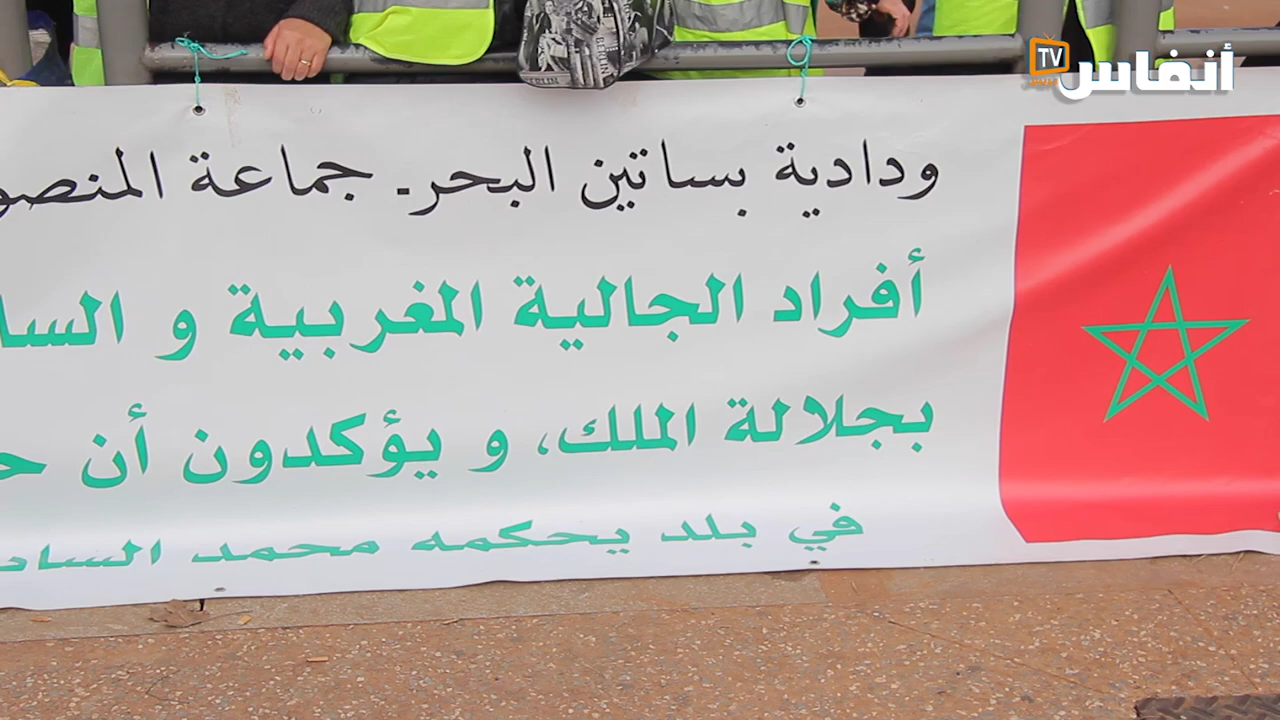 أنفاس TV
ودادية بساتين البحر- جماعة
أفراد الجالية المغربية و
بجلالة الملك، و يؤكدون أن
في بلد يحكمه محمد